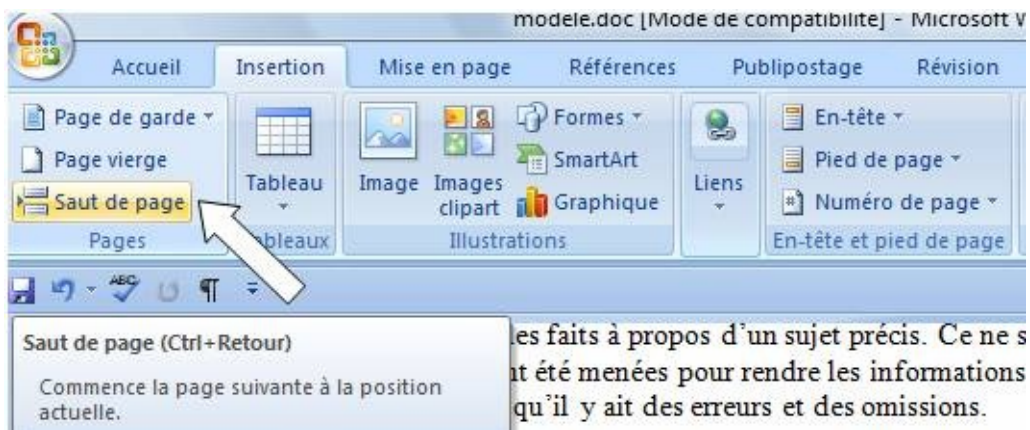 modele.doc [Mode de compatibilité] - Microsoft W
Accueil Insertion Mise en page Références Publipostage Révision
Page de garde
Page vierge
Saut de page
Pages
Tableau
Tableaux
Image
Images clipart
Formes
SmartArt
Graphique
Illustrations
Liens
En-tête
Pied de page
Numéro de page
En-tête et pied de page
ABC
Saut de page (Ctrl+Retour)
Commence la page suivante à la position
actuelle.
es faits à propos d’un sujet précis. Ce ne s
nt été menées pour rendre les informations
qu’il y ait des erreurs et des omissions.